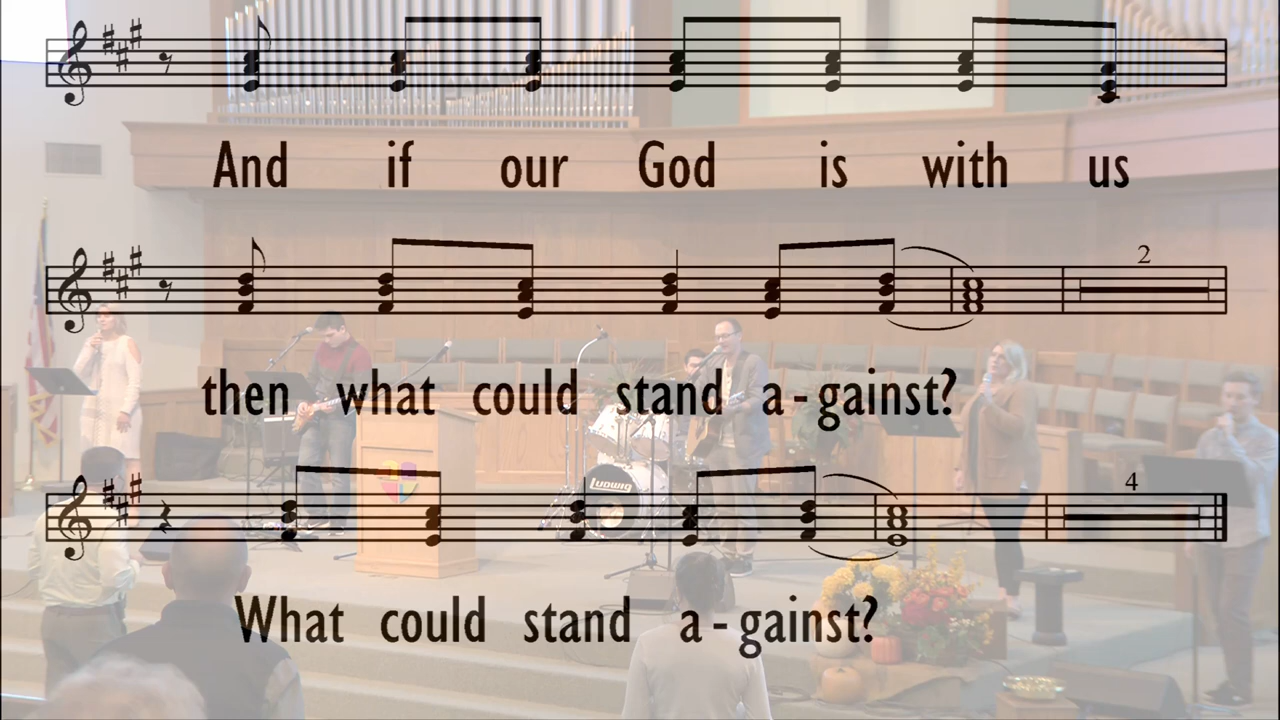 And if our God is with us
2
then what could stand a-gainst?
4
What could stand a-gainst?
Ludwig